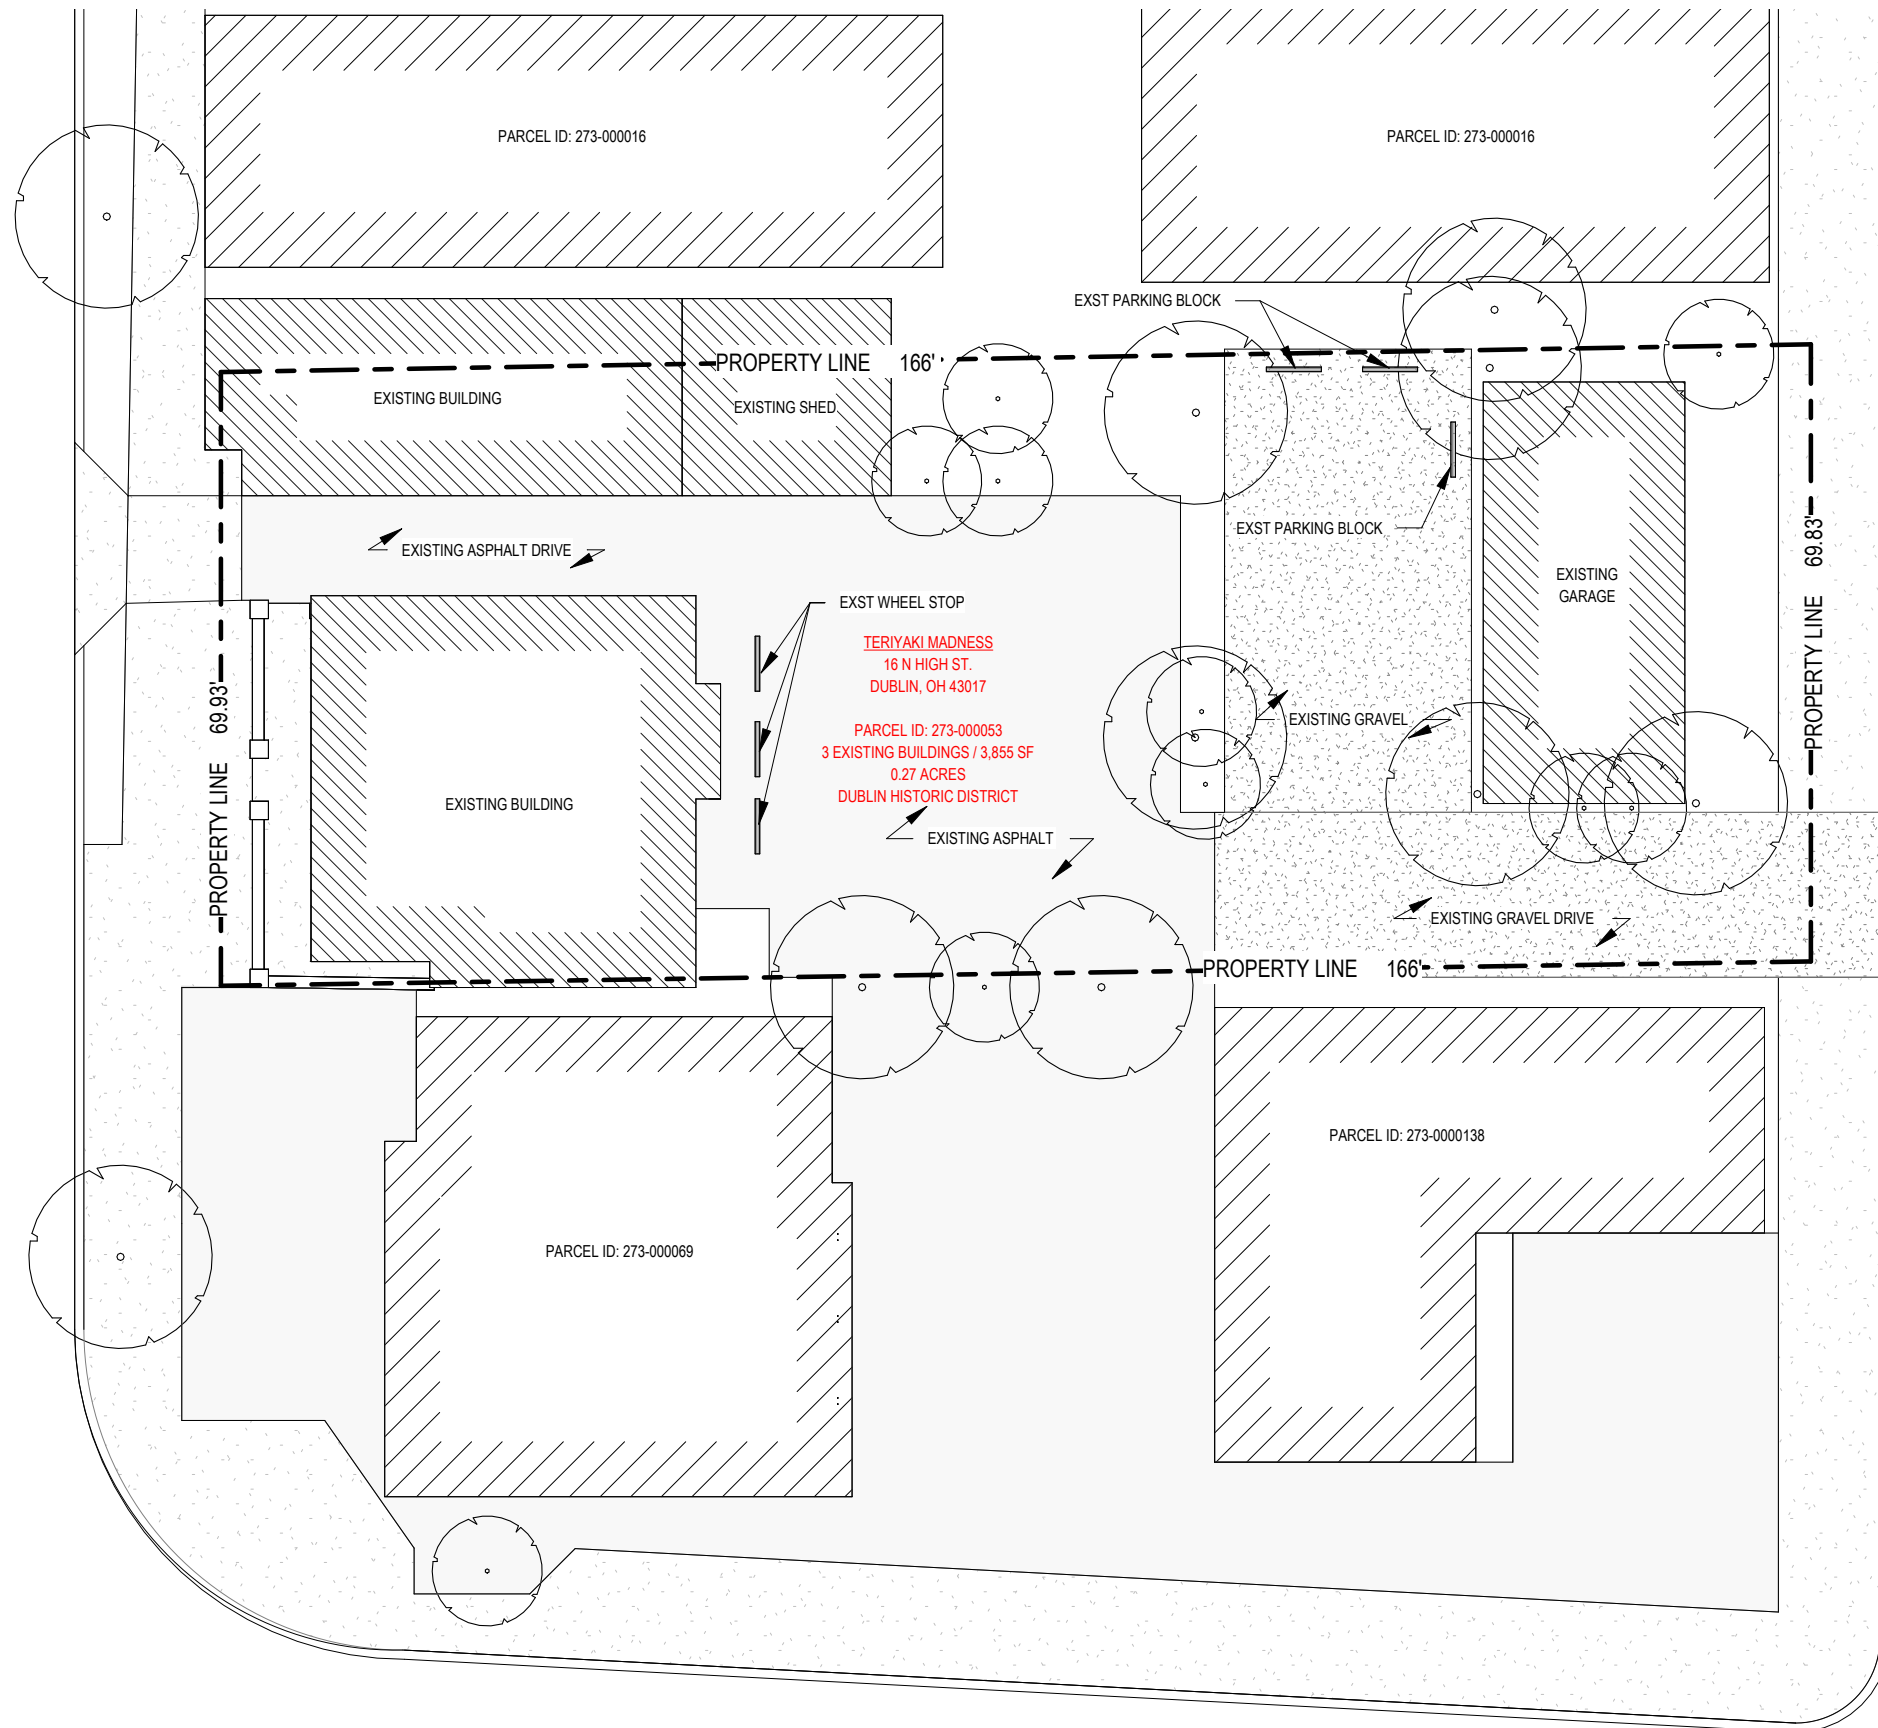 PARCEL ID: 273-000016
PARCEL ID: 273-000016
EXST PARKING BLOCK
PROPERTY LINE 166'
EXISTING BUILDING
EXISTING SHED
EXST PARKING BLOCK
69.83'
PROPERTY LINE
EXISTING ASPHALT DRIVE
EXISTING
GARAGE
EXST WHEEL STOP
TERIYAKI MADNESS
16 N HIGH ST.
DUBLIN, OH 43017
69.93'
PROPERTY LINE
EXISTING GRAVEL
PARCEL ID: 273-000053
3 EXISTING BUILDINGS / 3,855 SF
0.27 ACRES
DUBLIN HISTORIC DISTRICT
EXISTING BUILDING
EXISTING ASPHALT
EXISTING GRAVEL DRIVE
PROPERTY LINE 166'
PARCEL ID: 273-0000138
PARCEL ID: 273-000069